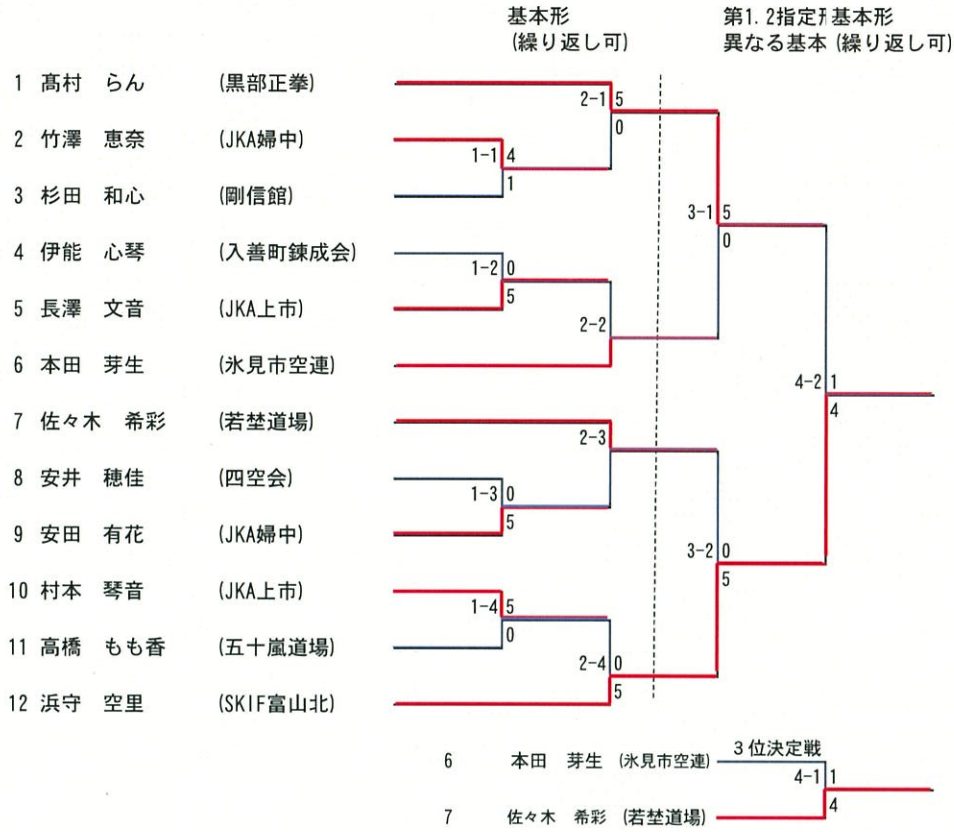 基本形
(繰り返し可)
第1.2指定形 基本形
異なる基本 (繰り返し可)
1 髙村 らん (黒部正拳)
2-1 5
0
2 竹澤 恵奈 (JKA婦中)
1-1 4
1
3 杉田 和心 (剛信館)
3-1 5
0
4 伊能 心琴 (入善町錬成会)
1-2 0
5
5 長澤 文音 (JKA上市)
2-2
6 本田 芽生 (氷見市空連)
4-2 1
4
7 佐々木 希彩 (若埜道場)
2-3
8 安井 穂佳 (四空会)
1-3 0
5
9 安田 有花 (JKA婦中)
3-2 0
5
10 村本 琴音 (JKA上市)
1-4 5
0
11 高橋 もも香 (五十嵐道場)
2-4 0
5
12 浜守 空里 (SKIF富山北)
3位決定戦
6 本田 芽生 (氷見市空連)
4-1 1
4
7 佐々木 希彩 (若埜道場)